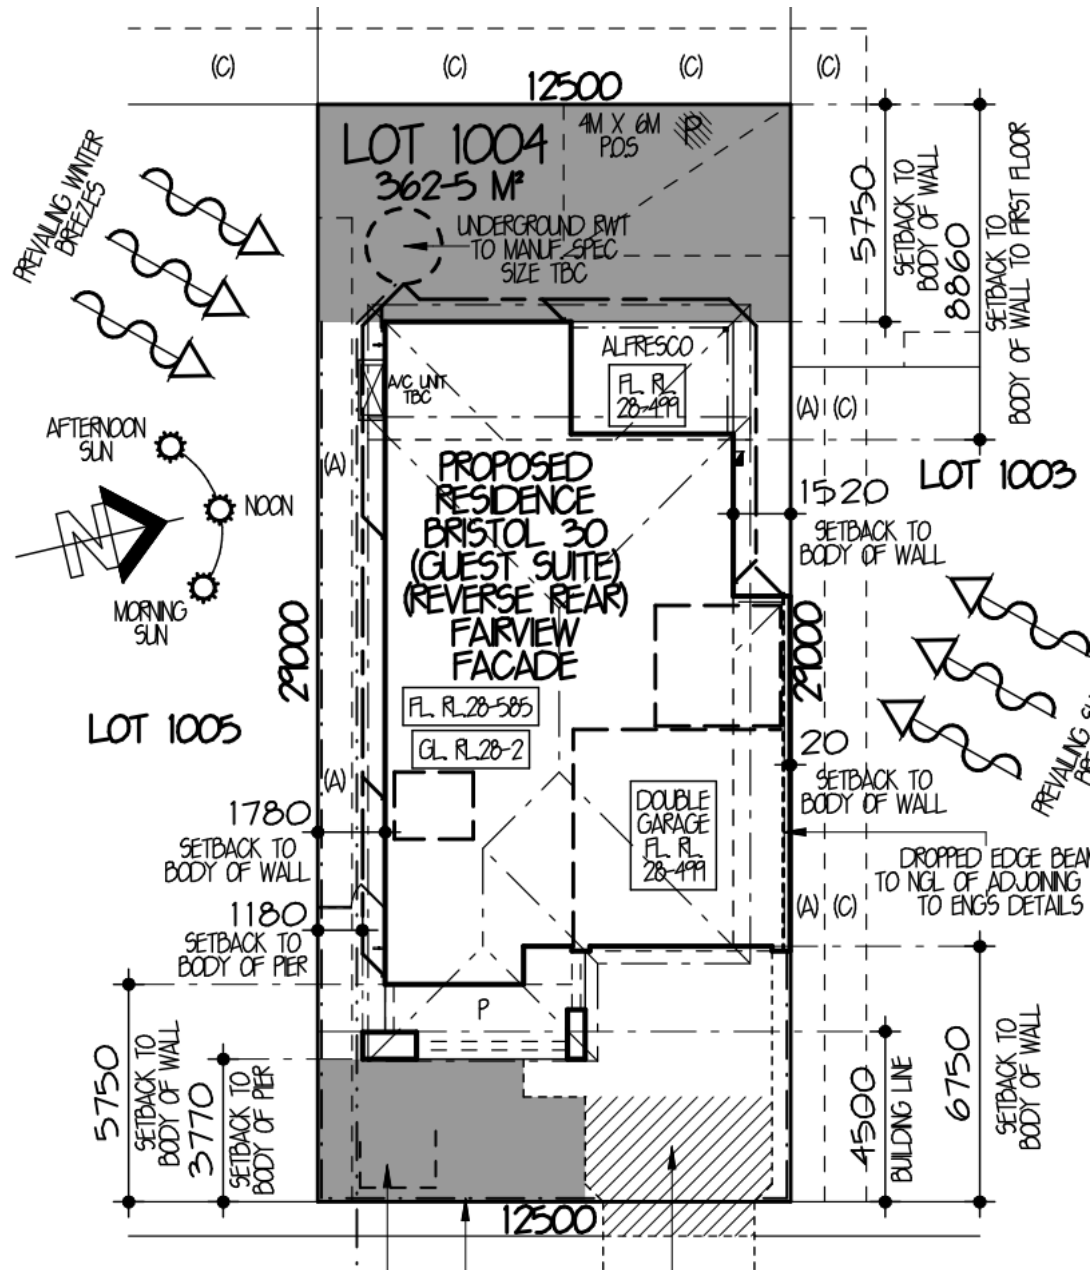 (C)
(C)
(C)
(C)
12500
LOT 1004
362-5 M²
4M X 6M
P.O.S
P
UNDERGROUND RWT
TO MANUF. SPEC
SIZE TBC
PREVAILING WINTER
BREEZES
5750
SETBACK TO
BODY OF WALL
8860
SETBACK TO
BODY OF WALL TO FIRST FLOOR
ALFRESCO
FL. RL.
28-499
A/C UNIT
TBC
(A)
(C)
AFTERNOON
SUN
NOON
MORNING
SUN
N
(A)
PROPOSED
RESIDENCE
BRISTOL 30
(GUEST SUITE)
(REVERSE REAR)
FAIRVIEW
FACADE
LOT 1003
1520
SETBACK TO
BODY OF WALL
29000
29000
LOT 1005
FL. RL.28-585
GL. RL.28-2
(A)
20
SETBACK TO
BODY OF WALL
PREVAILING
DOUBLE
GARAGE
FL. RL.
28-499
1780
SETBACK TO
BODY OF WALL
DROPPED EDGE BEA
TO NGL OF ADJOINING
TO ENG'S DETAILS
(A)
(C)
1180
SETBACK TO
BODY OF PIER
P
5750
SETBACK TO
BODY OF WALL
3770
SETBACK TO
BODY OF PIER
4500
BUILDING LINE
6750
SETBACK TO
BODY OF WALL
12500